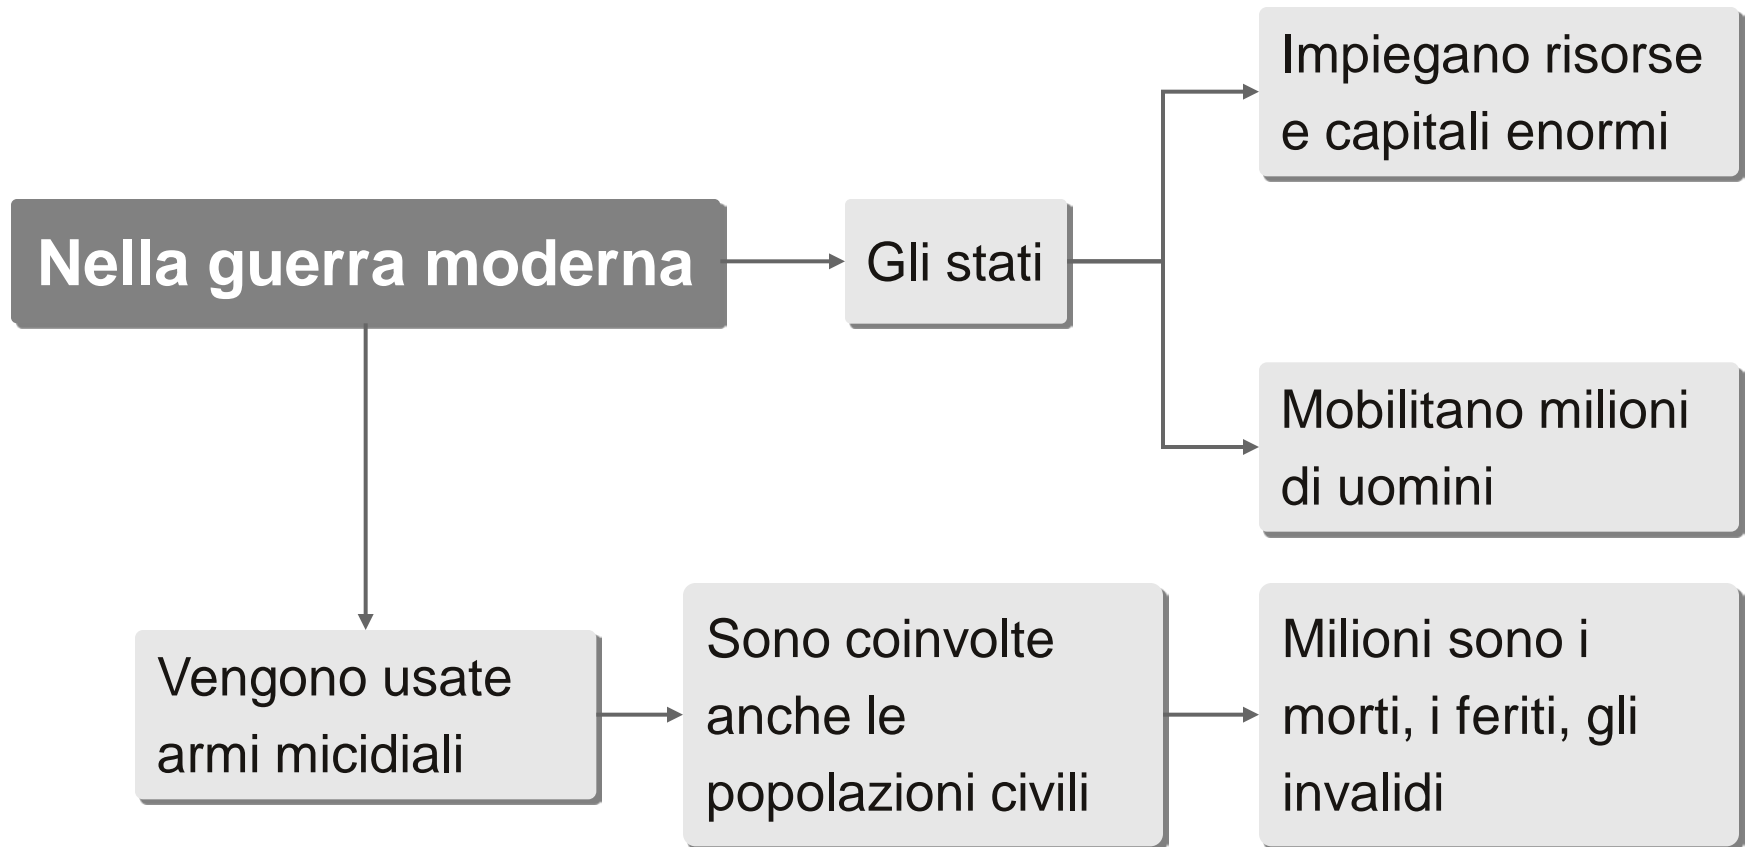 Impiegano risorse
e capitali enormi
Nella guerra moderna
Gli stati
Mobilitano milioni
di uomini
Vengono usate
armi micidiali
Sono coinvolte
anche le
popolazioni civili
Milioni sono i
morti, i feriti, gli
invalidi